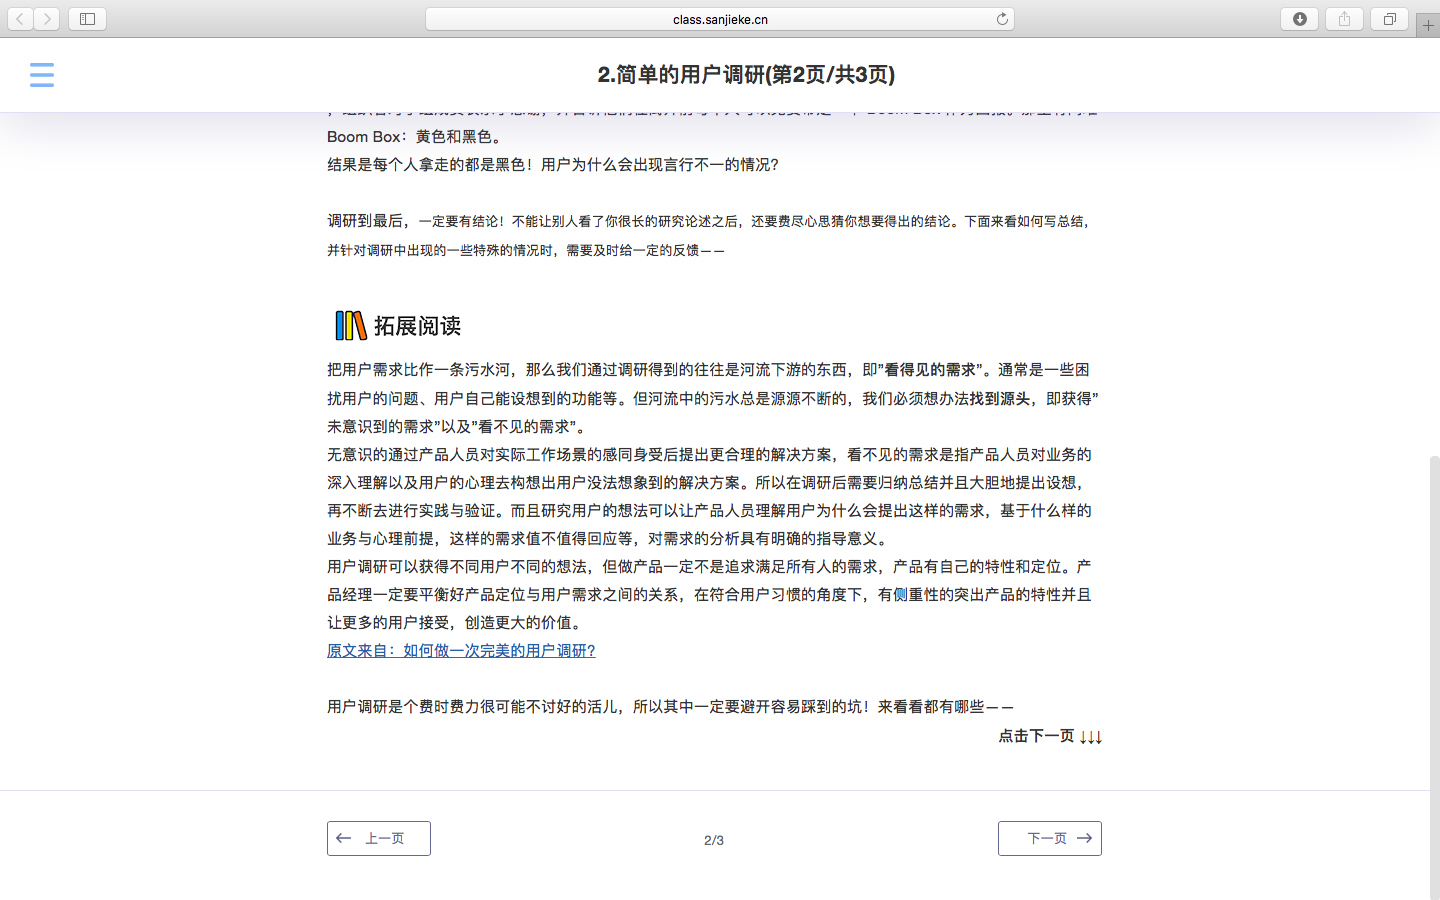 class.sanjieke.cn
2.简单的用户调研(第2页/共3页)
Boom Box：黄色和黑色。
结果是每个人拿走的都是黑色！用户为什么会出现言行不一的情况？
调研到最后，一定要有结论！不能让别人看了你很长的研究论述之后，还要费尽心思猜你想要得出的结论。下面来看如何写总结，
并针对调研中出现的一些特殊的情况时，需要及时给一定的反馈——
拓展阅读
把用户需求比作一条污水河，那么我们通过调研得到的往往是河流下游的东西，即”看得见的需求”。通常是一些困
扰用户的问题、用户自己能设想到的功能等。但河流中的污水总是源源不断的，我们必须想办法找到源头，即获得”
未意识到的需求”以及”看不见的需求”。
无意识的通过产品人员对实际工作场景的感同身受后提出更合理的解决方案，看不见的需求是指产品人员对业务的
深入理解以及用户的心理去构想出用户没法想象到的解决方案。所以在调研后需要归纳总结并且大胆地提出设想，
再不断去进行实践与验证。而且研究用户的想法可以让产品人员理解用户为什么会提出这样的需求，基于什么样的
业务与心理前提，这样的需求值不值得回应等，对需求的分析具有明确的指导意义。
用户调研可以获得不同用户不同的想法，但做产品一定不是追求满足所有人的需求，产品有自己的特性和定位。产
品经理一定要平衡好产品定位与用户需求之间的关系，在符合用户习惯的角度下，有侧重性的突出产品的特性并且
让更多的用户接受，创造更大的价值。
原文来自：如何做一次完美的用户调研？
用户调研是个费时费力很可能不讨好的活儿，所以其中一定要避开容易踩到的坑！来看看都有哪些——
点击下一页 ↓↓↓
← 上一页
2/3
下一页 →